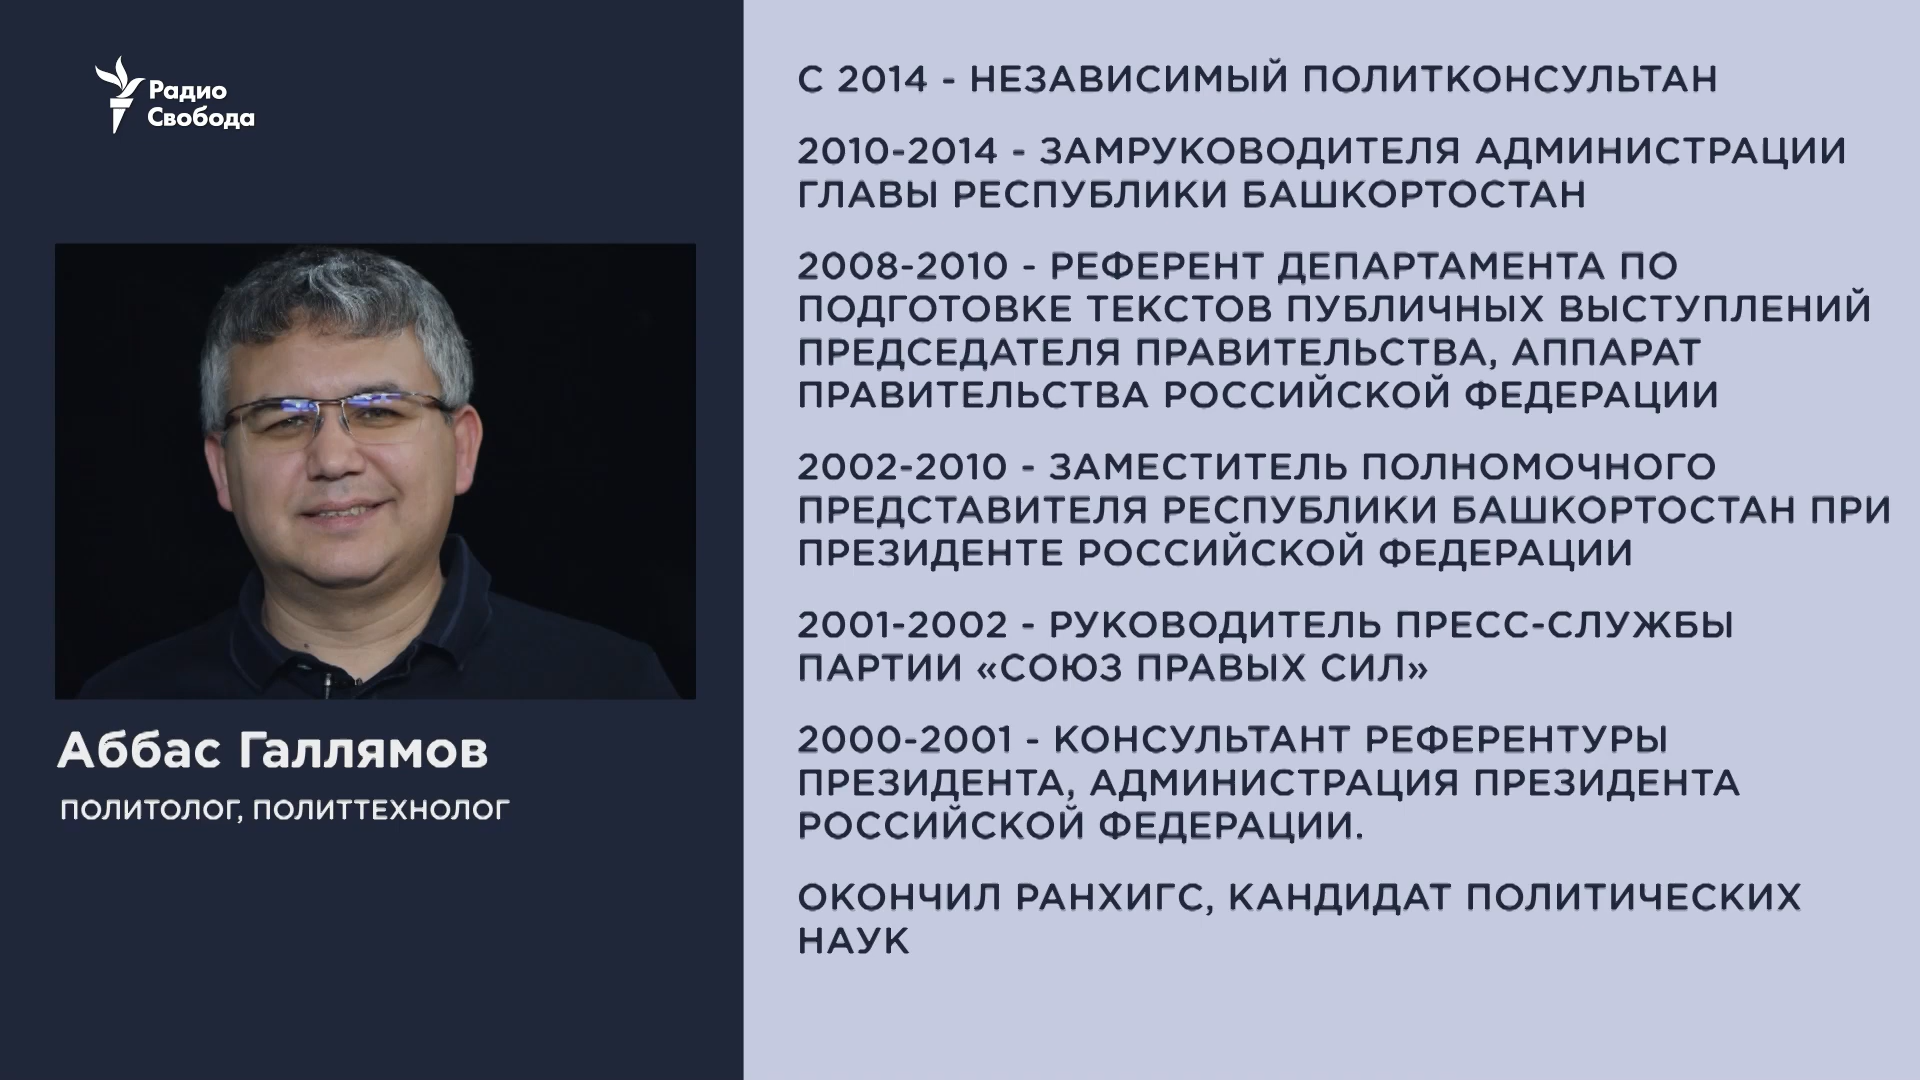 Радио
Свобода
Аббас Галлямов
ПОЛИТОЛОГ, ПОЛИТТЕХНОЛОГ
С 2014 - НЕЗАВИСИМЫЙ ПОЛИТКОНСУЛЬТАН
2010-2014 - ЗАМРУКОВОДИТЕЛЯ АДМИНИСТРАЦИИ
ГЛАВЫ РЕСПУБЛИКИ БАШКОРТОСТАН
2008-2010 - РЕФЕРЕНТ ДЕПАРТАМЕНТА ПО
ПОДГОТОВКЕ ТЕКСТОВ ПУБЛИЧНЫХ ВЫСТУПЛЕНИЙ
ПРЕДСЕДАТЕЛЯ ПРАВИТЕЛЬСТВА, АППАРАТ
ПРАВИТЕЛЬСТВА РОССИЙСКОЙ ФЕДЕРАЦИИ
2002-2010 - ЗАМЕСТИТЕЛЬ ПОЛНОМОЧНОГО
ПРЕДСТАВИТЕЛЯ РЕСПУБЛИКИ БАШКОРТОСТАН ПРИ
ПРЕЗИДЕНТЕ РОССИЙСКОЙ ФЕДЕРАЦИИ
2001-2002 - РУКОВОДИТЕЛЬ ПРЕСС-СЛУЖБЫ
ПАРТИИ «СОЮЗ ПРАВЫХ СИЛ»
2000-2001 - КОНСУЛЬТАНТ РЕФЕРЕНТУРЫ
ПРЕЗИДЕНТА, АДМИНИСТРАЦИЯ ПРЕЗИДЕНТА
РОССИЙСКОЙ ФЕДЕРАЦИИ.
ОКОНЧИЛ РАНХИГС, КАНДИДАТ ПОЛИТИЧЕСКИХ
НАУК